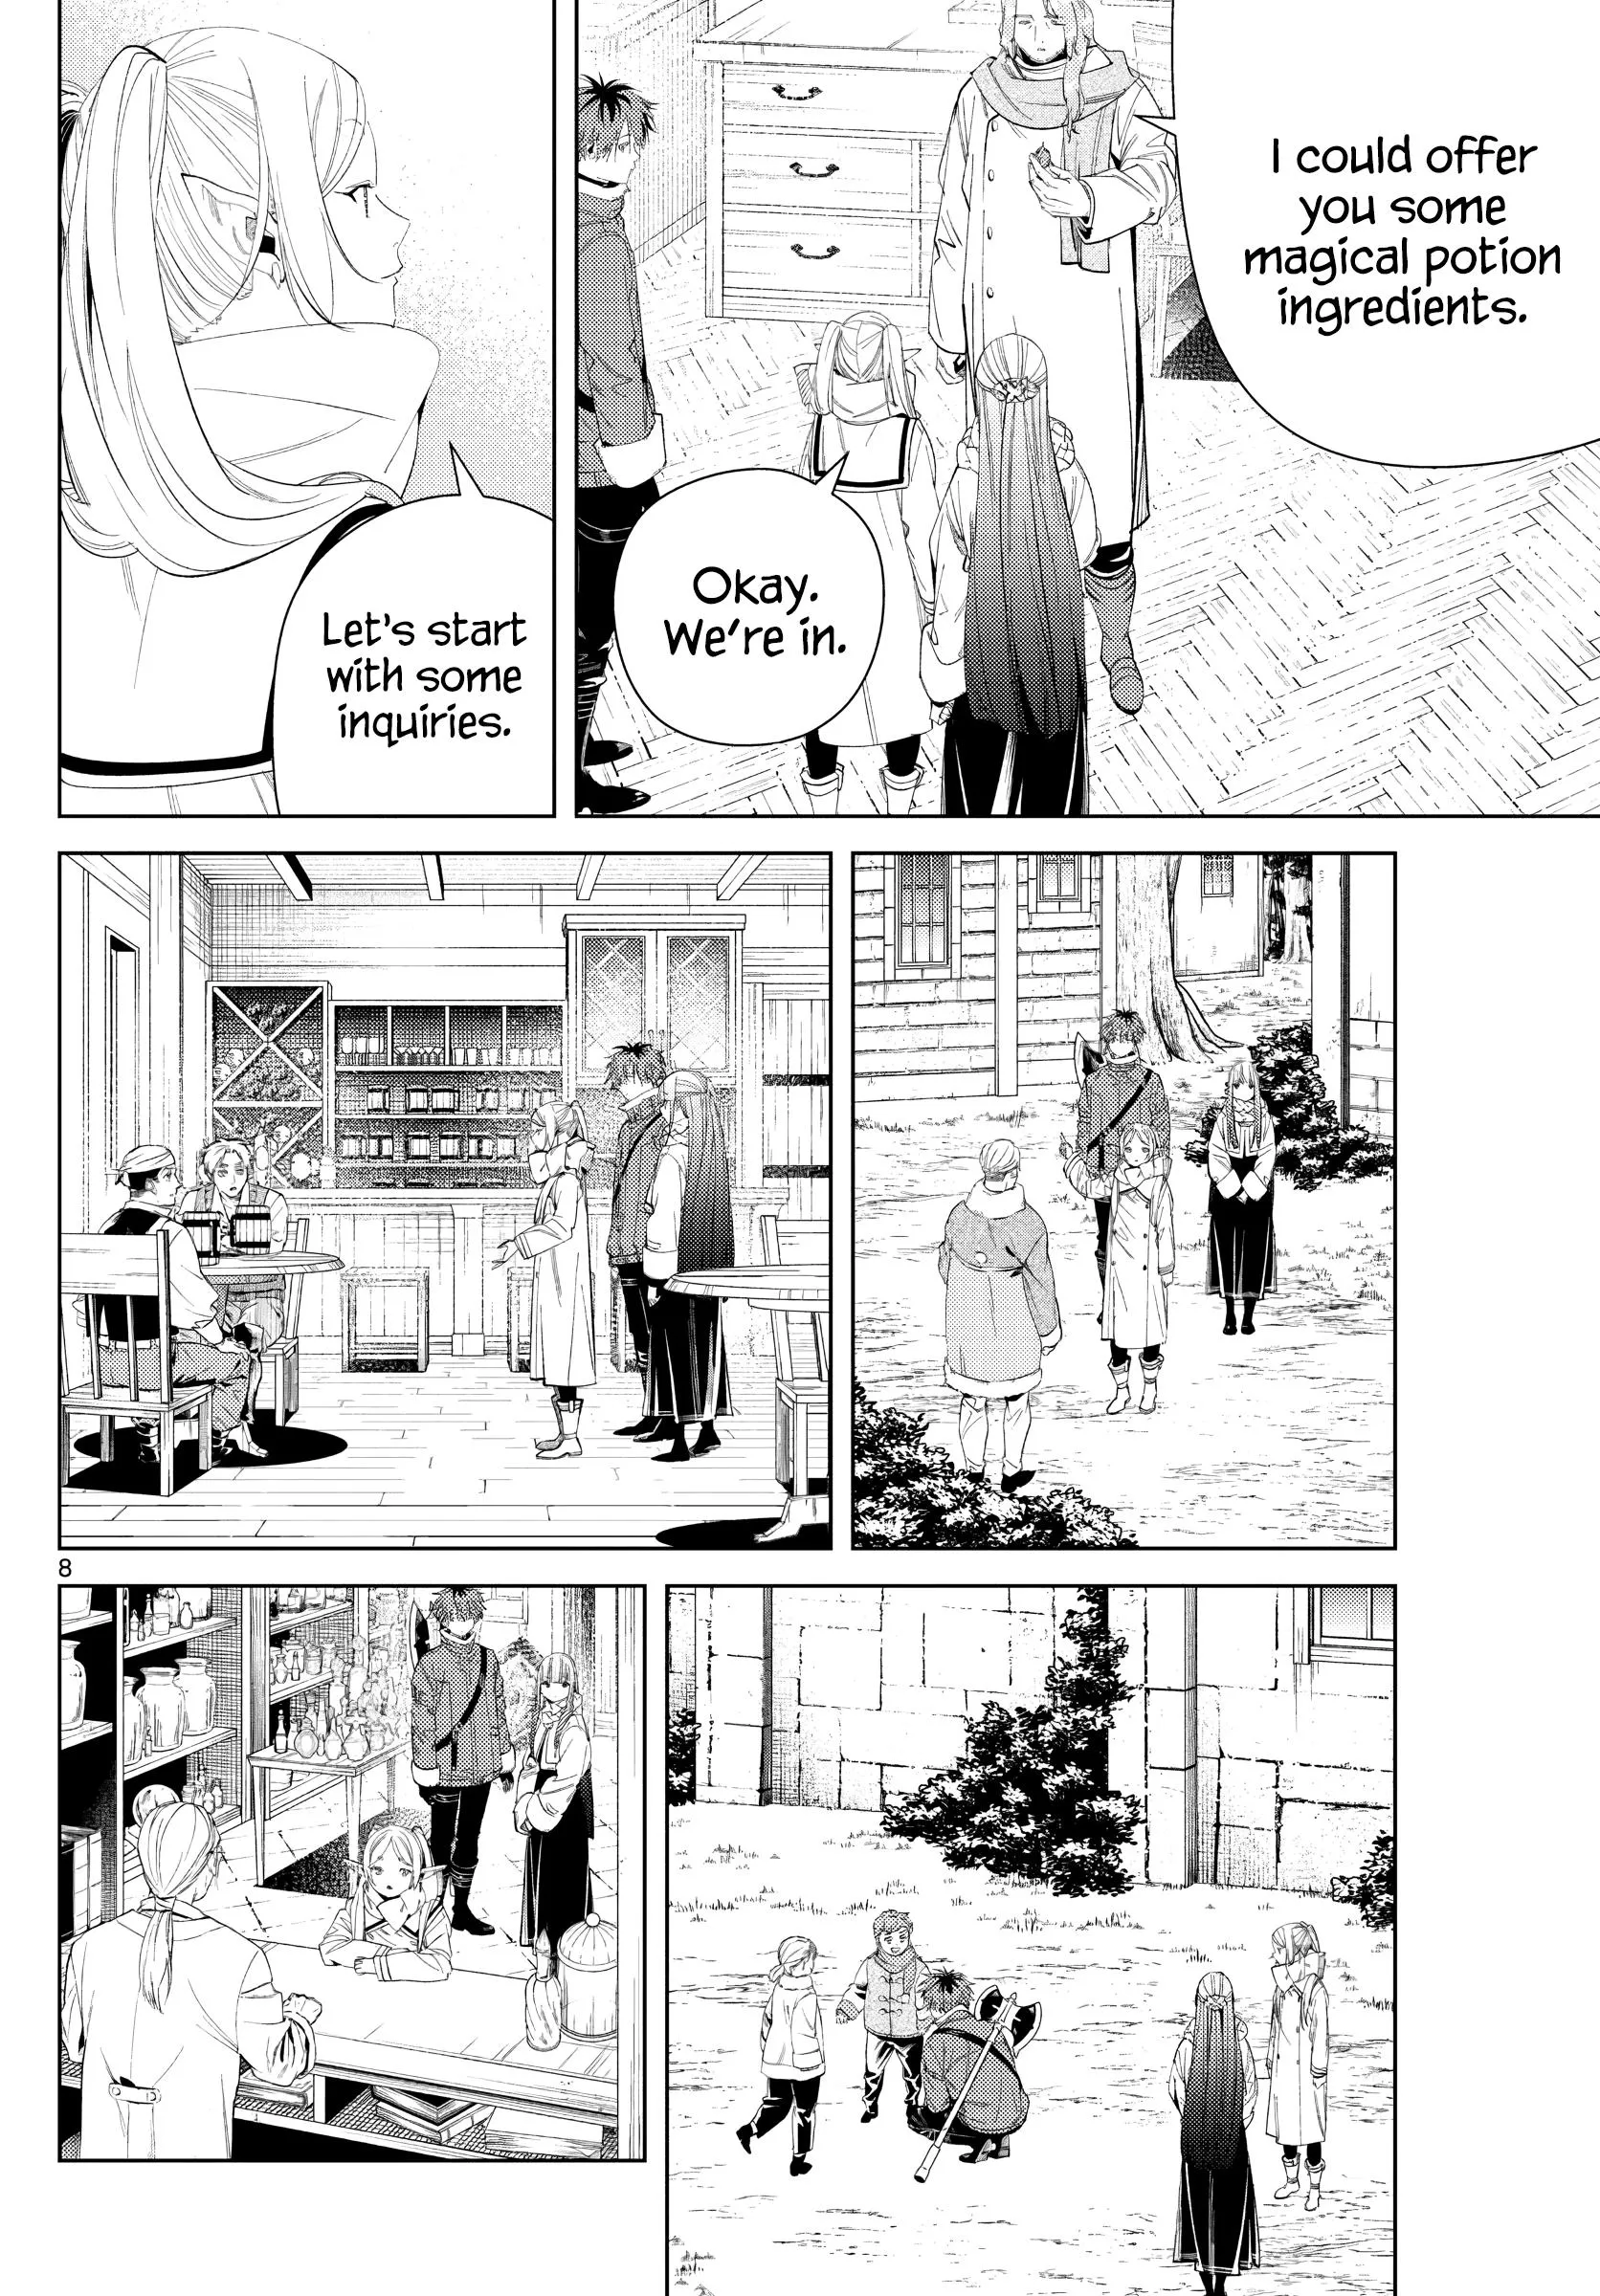 I could offer
you some
magical potion
ingredients.
Okay.
We're in.
Let's start
with some
inquiries.
8